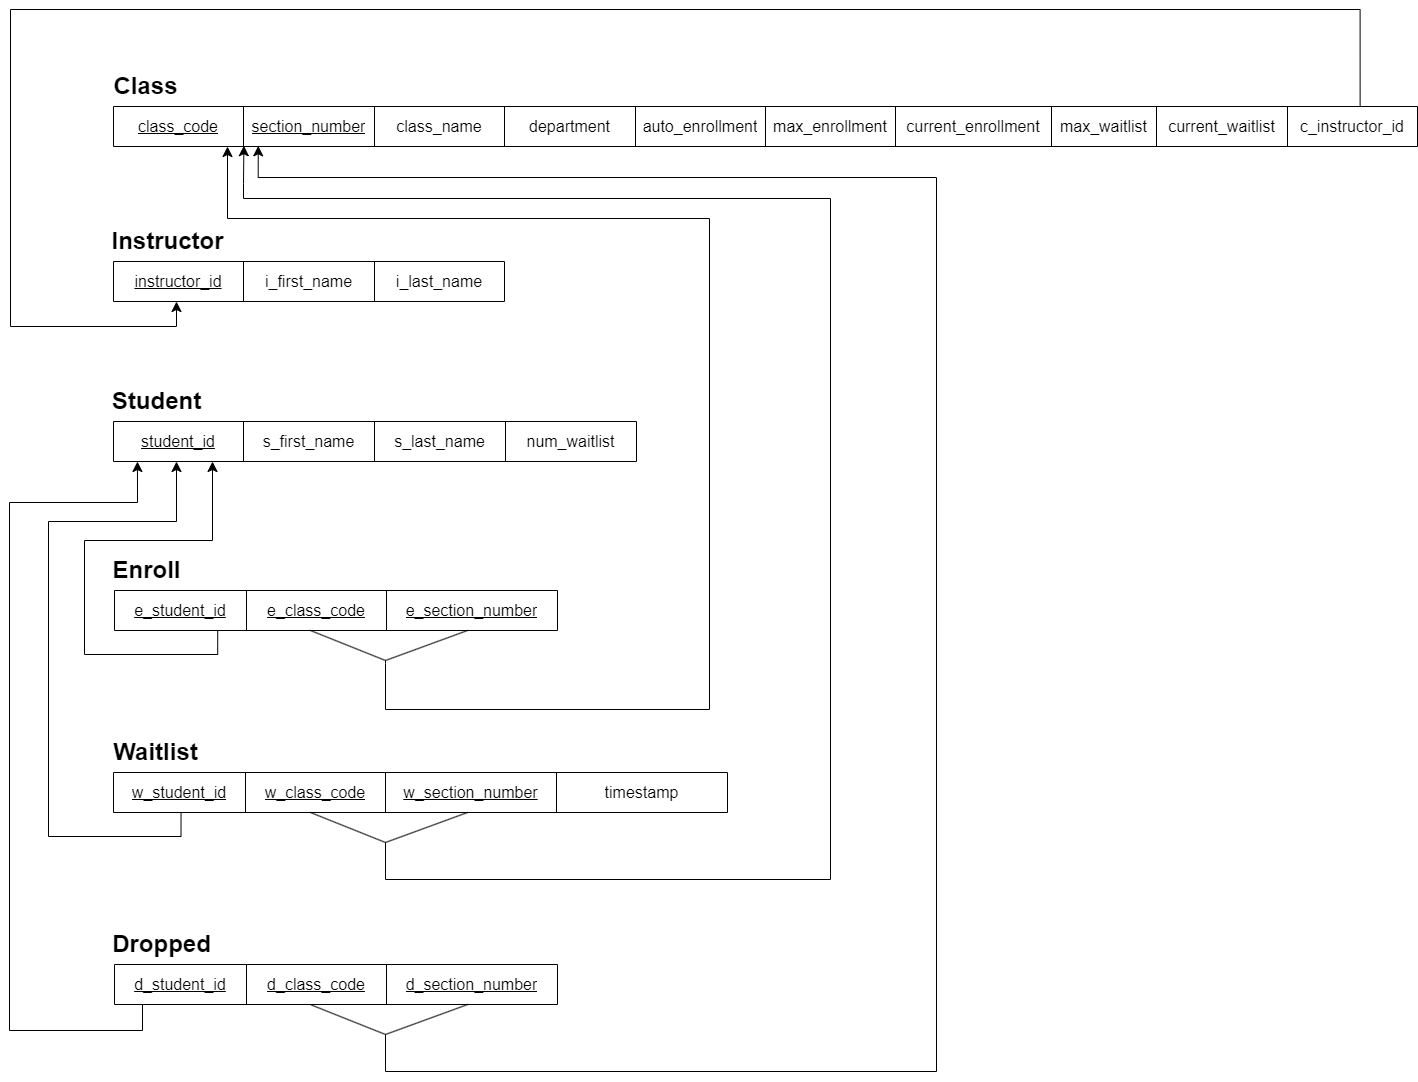 Class
class_code section_number class_name department auto_enrollment max_enrollment current_enrollment max_waitlist current_waitlist c_instructor_id
Instructor
instructor_id i_first_name i_last_name
Student
student_id s_first_name s_last_name num_waitlist
Enroll
e_student_id e_class_code e_section_number
Waitlist
w_student_id w_class_code w_section_number timestamp
Dropped
d_student_id d_class_code d_section_number